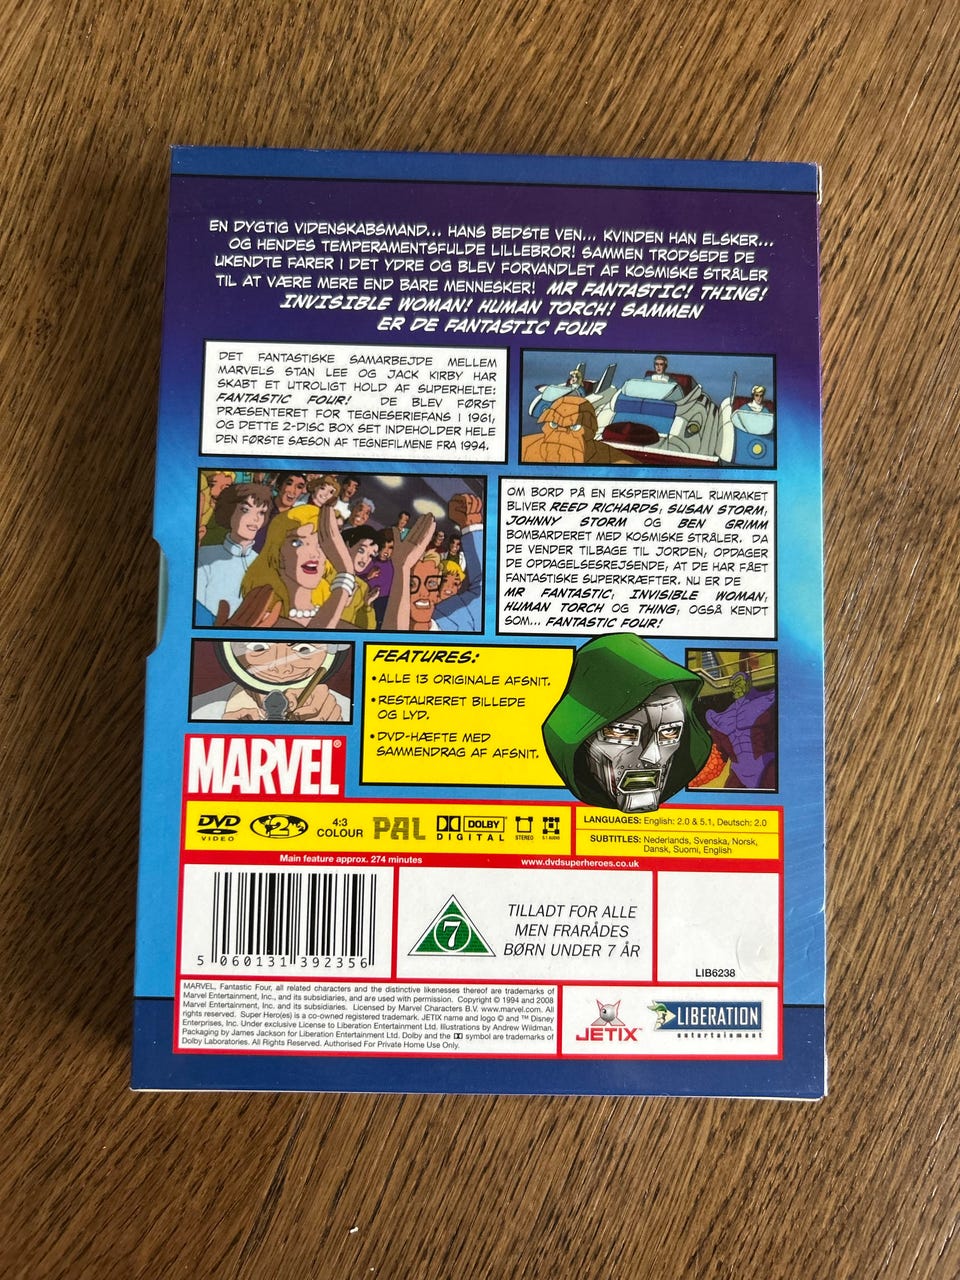 EN DYGTIG VIDENSKABSMAND... HANS BEDSTE VEN... KVINDEN HAN ELSKER...
OG HENDES TEMPERAMENTSFULDE LILLEBROR! SAMMEN TRODSEDE DE
UKENDTE FARER I DET YDRE OG BLEV FORVANDLET AF KOSMISKE STRÅLER
TIL AT VÆRE MERE END BARE MENNESKER! MR FANTASTIC! THING!
INVISIBLE WOMAN! HUMAN TORCH! SAMMEN
ER DE FANTASTIC FOUR
DET FANTASTISKE SAMARBEJDE MELLEM
MARVELS STAN LEE OG JACK KIRBY HAR
SKABT ET UTROLIGT HOLD AF SUPERHELTE:
FANTASTIC FOUR! DE BLEV FØRST
PRÆSENTERET FOR TEGNESERIEFANS I 1961,
OG DETTE 2-DISC BOX SET INDEHOLDER HELE
DEN FØRSTE SÆSON AF TEGNEFILMENE FRA 1994.
OM BORD PÅ EN EKSPERIMENTAL RUMRAKET
BLIVER REED RICHARDS, SUSAN STORM,
JOHNNY STORM OG BEN GRIMM
BOMBARDERET MED KOSMISKE STRÅLER. DA
DE VENDER TILBAGE TIL JORDEN, OPDAGER
DE OPDAGELSESREJSENDE, AT DE HAR FÅET
FANTASTISKE SUPERKRÆFTER. NU ER DE
MR FANTASTIC, INVISIBLE WOMAN,
HUMAN TORCH OG THING, OGSÅ KENDT
SOM... FANTASTIC FOUR!
FEATURES:
• ALLE 13 ORIGINALE AFSNIT.
• RESTAURERET BILLEDE
OG LYD.
• DVD-HÆFTE MED
SAMMENDRAG AF AFSNIT.
MARVEL®
DVD VIDEO 2 4:3 COLOUR PAL DOLBY DIGITAL STEREO 5.1 AUDIO
LANGUAGES: English: 2.0 & 5.1, Deutsch: 2.0
SUBTITLES: Nederlands, Svenska, Norsk,
Dansk, Suomi, English
Main feature approx. 274 minutes
www.dvdsuperheroes.co.uk
5 060131 392356
7
TILLADT FOR ALLE
MEN FRARÅDES
BØRN UNDER 7 ÅR
LIB6238
MARVEL, Fantastic Four, all related characters and the distinctive likenesses thereof are trademarks of
Marvel Entertainment, Inc., and its subsidiaries, and are used with permission. Copyright © 1994 and 2008
Marvel Entertainment, Inc. and its subsidiaries. Licensed by Marvel Characters B.V. www.marvel.com. All
rights reserved. Super Hero(es) is a co-owned registered trademark. JETIX name and logo © and ™ Disney
Enterprises, Inc. Under exclusive License to Liberation Entertainment Ltd. Illustrations by Andrew Wildman.
Packaging by James Jackson for Liberation Entertainment Ltd. Dolby and the DD symbol are trademarks of
Dolby Laboratories. All Rights Reserved. Authorised For Private Home Use Only.
JETIX™
LIBERATION
entertainment